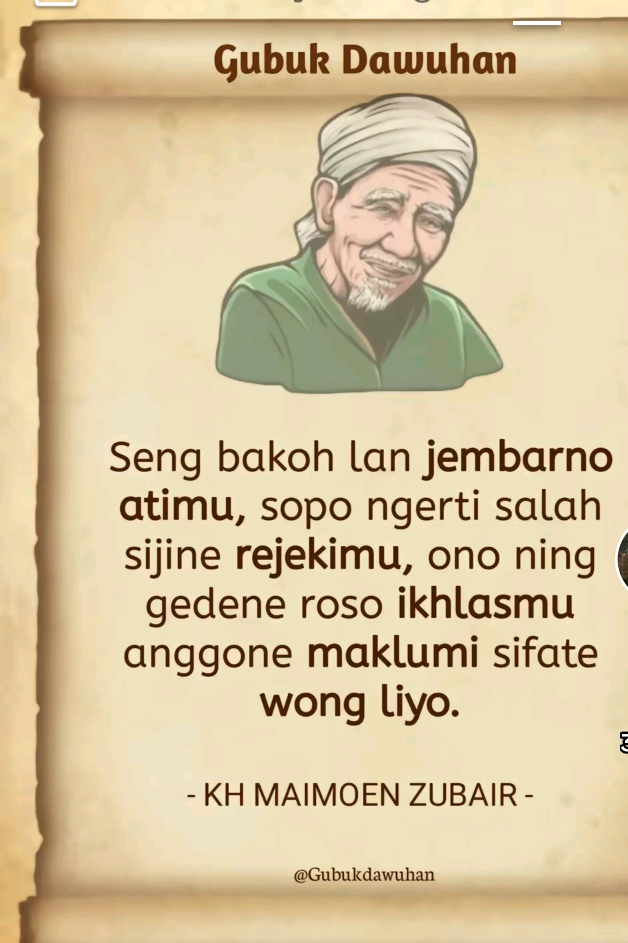 Gubuk Dawuhan
Seng bakoh lan jembarno
atimu, sopo ngerti salah
sijine rejekimu, ono ning
gedene roso ikhlasmu
anggone maklumi sifate
wong liyo.
- KH MAIMOEN ZUBAIR -
@Gubukdawuhan